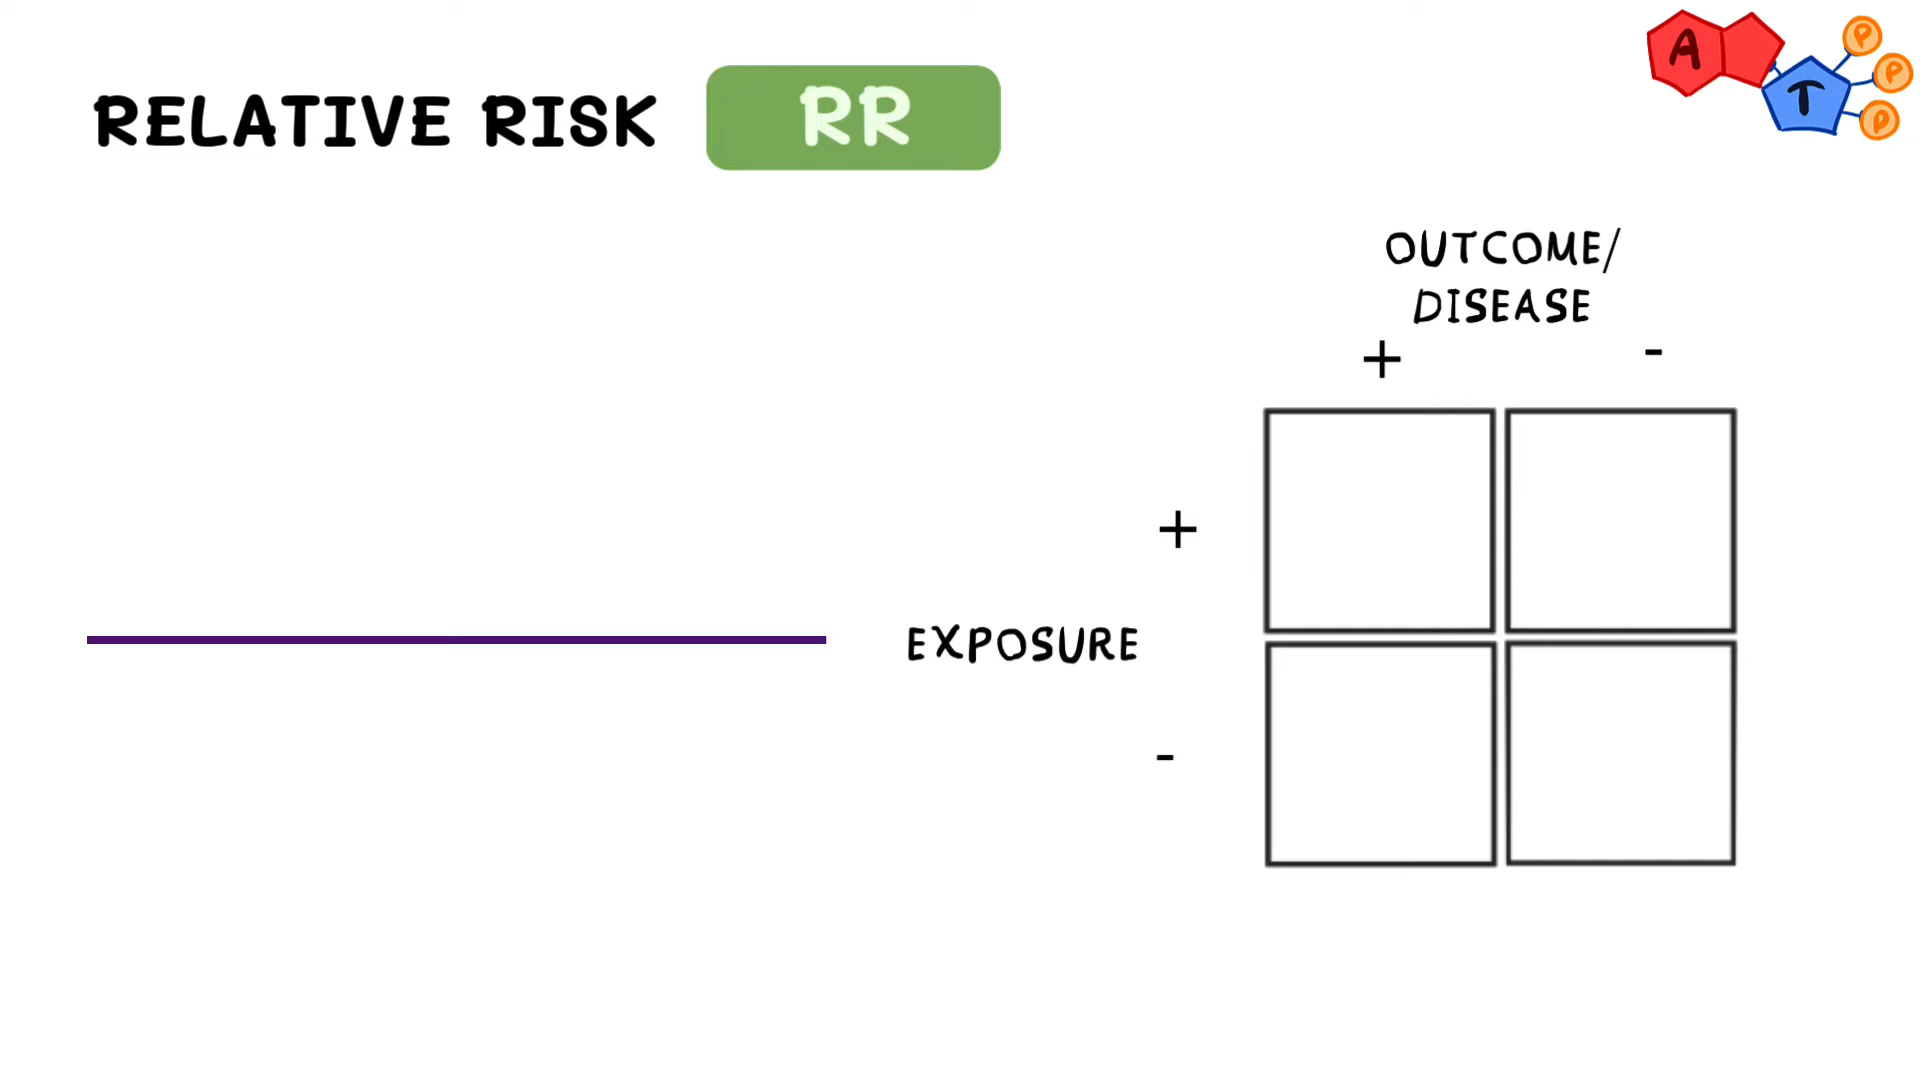 RELATIVE RISK
RR
A
T
P
P
P
OUTCOME/
DISEASE
+ -
+
EXPOSURE
-